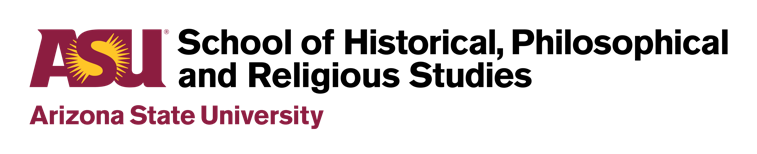 ASU® School of Historical, Philosophical
and Religious Studies
Arizona State University